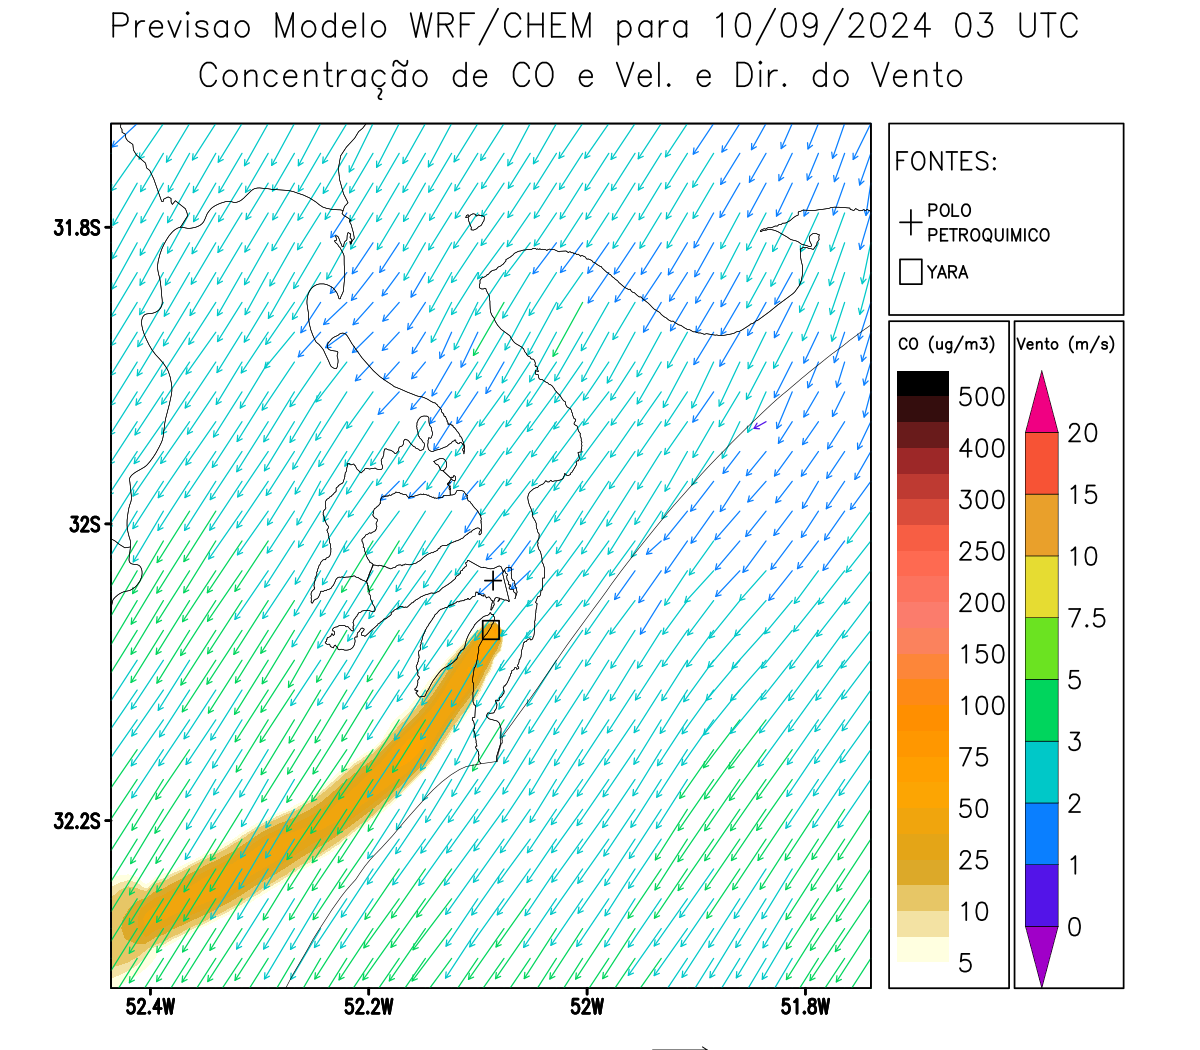 Previsao Modelo WRF/CHEM para 10/09/2024 03 UTC
Concentração de CO e Vel. e Dir. do Vento
FONTES:
POLO
PETROQUIMICO
YARA
CO (ug/m3)
500
400
300
250
200
150
100
75
50
25
10
5
Vento (m/s)
20
15
10
7.5
5
3
2
1
0
31.8S
32S
32.2S
52.4W
52.2W
52W
51.8W